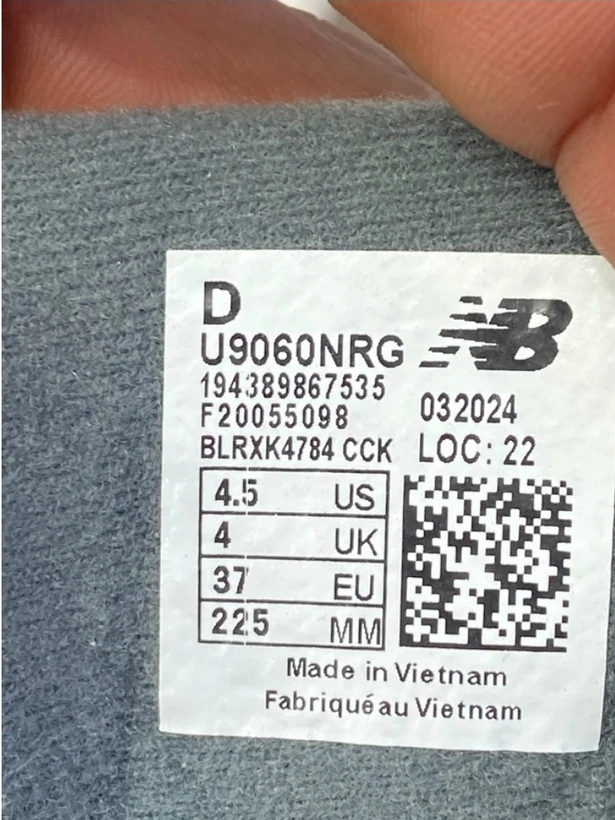 D
U9060NRG
NB
194389867535
F20055098
032024
BLRXK4784 CCK
LOC: 22
4.5 US
4 UK
37 EU
225 MM
Made in Vietnam
Fabriquéau Vietnam